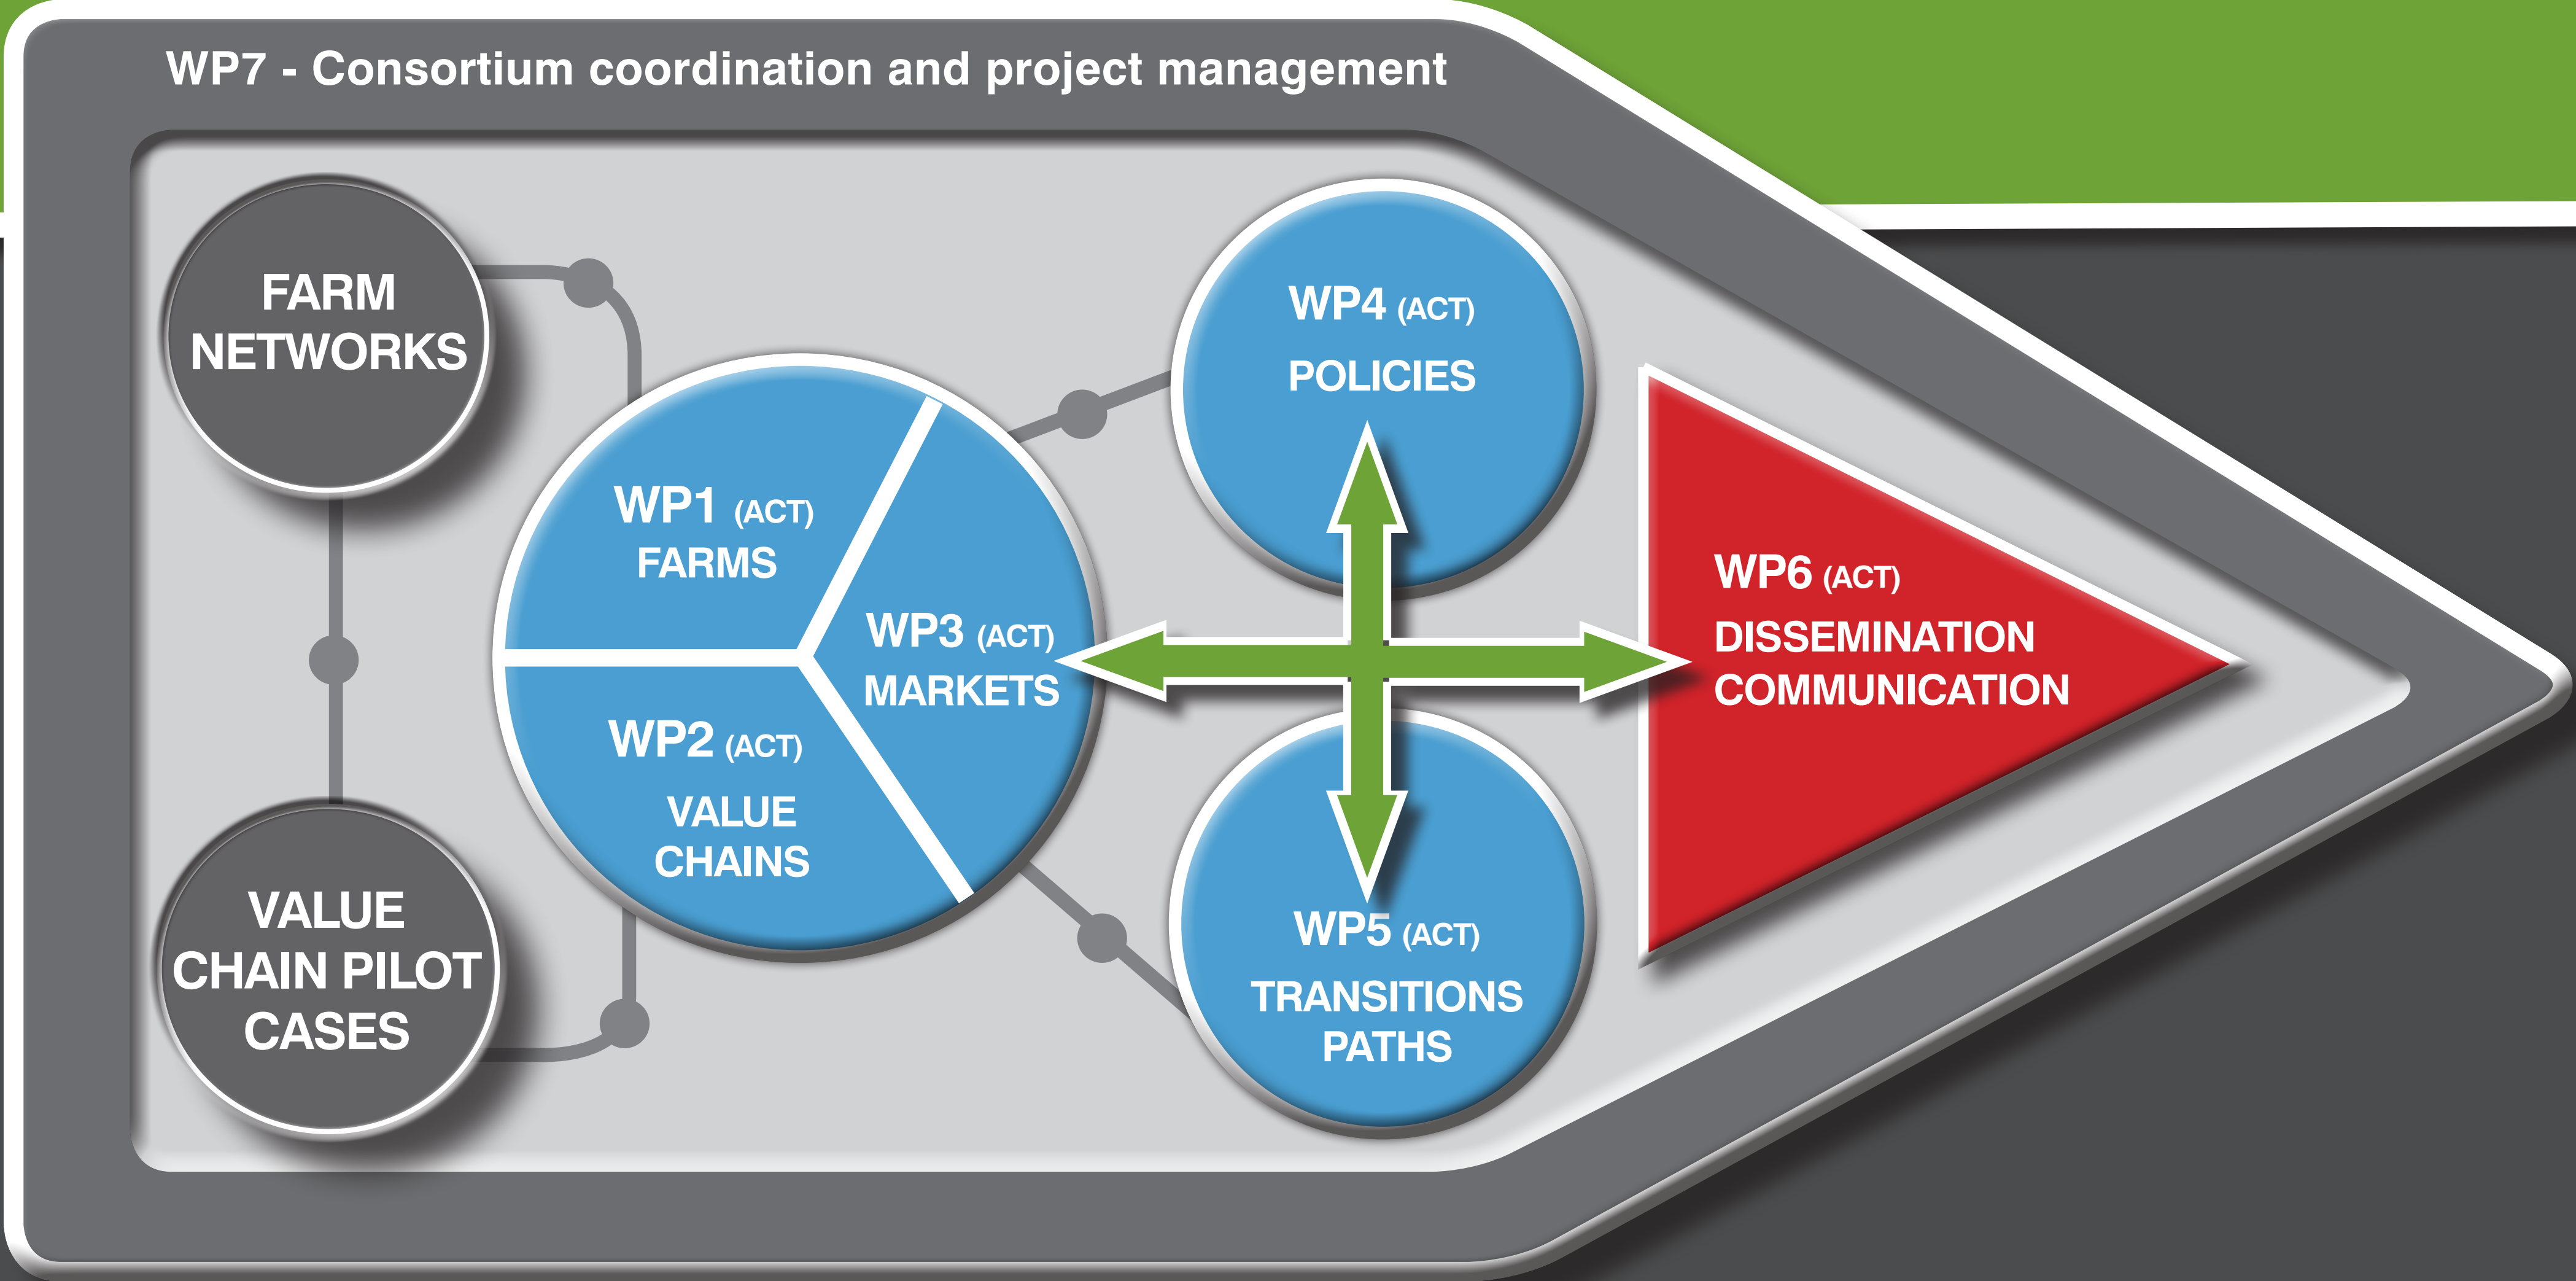 WP7 - Consortium coordination and project management
FARM
NETWORKS
VALUE
CHAIN PILOT
CASES
WP1 (ACT)
FARMS
WP2 (ACT)
VALUE
CHAINS
WP3 (ACT)
MARKETS
WP4 (ACT)
POLICIES
WP5 (ACT)
TRANSITIONS
PATHS
WP6 (ACT)
DISSEMINATION
COMMUNICATION